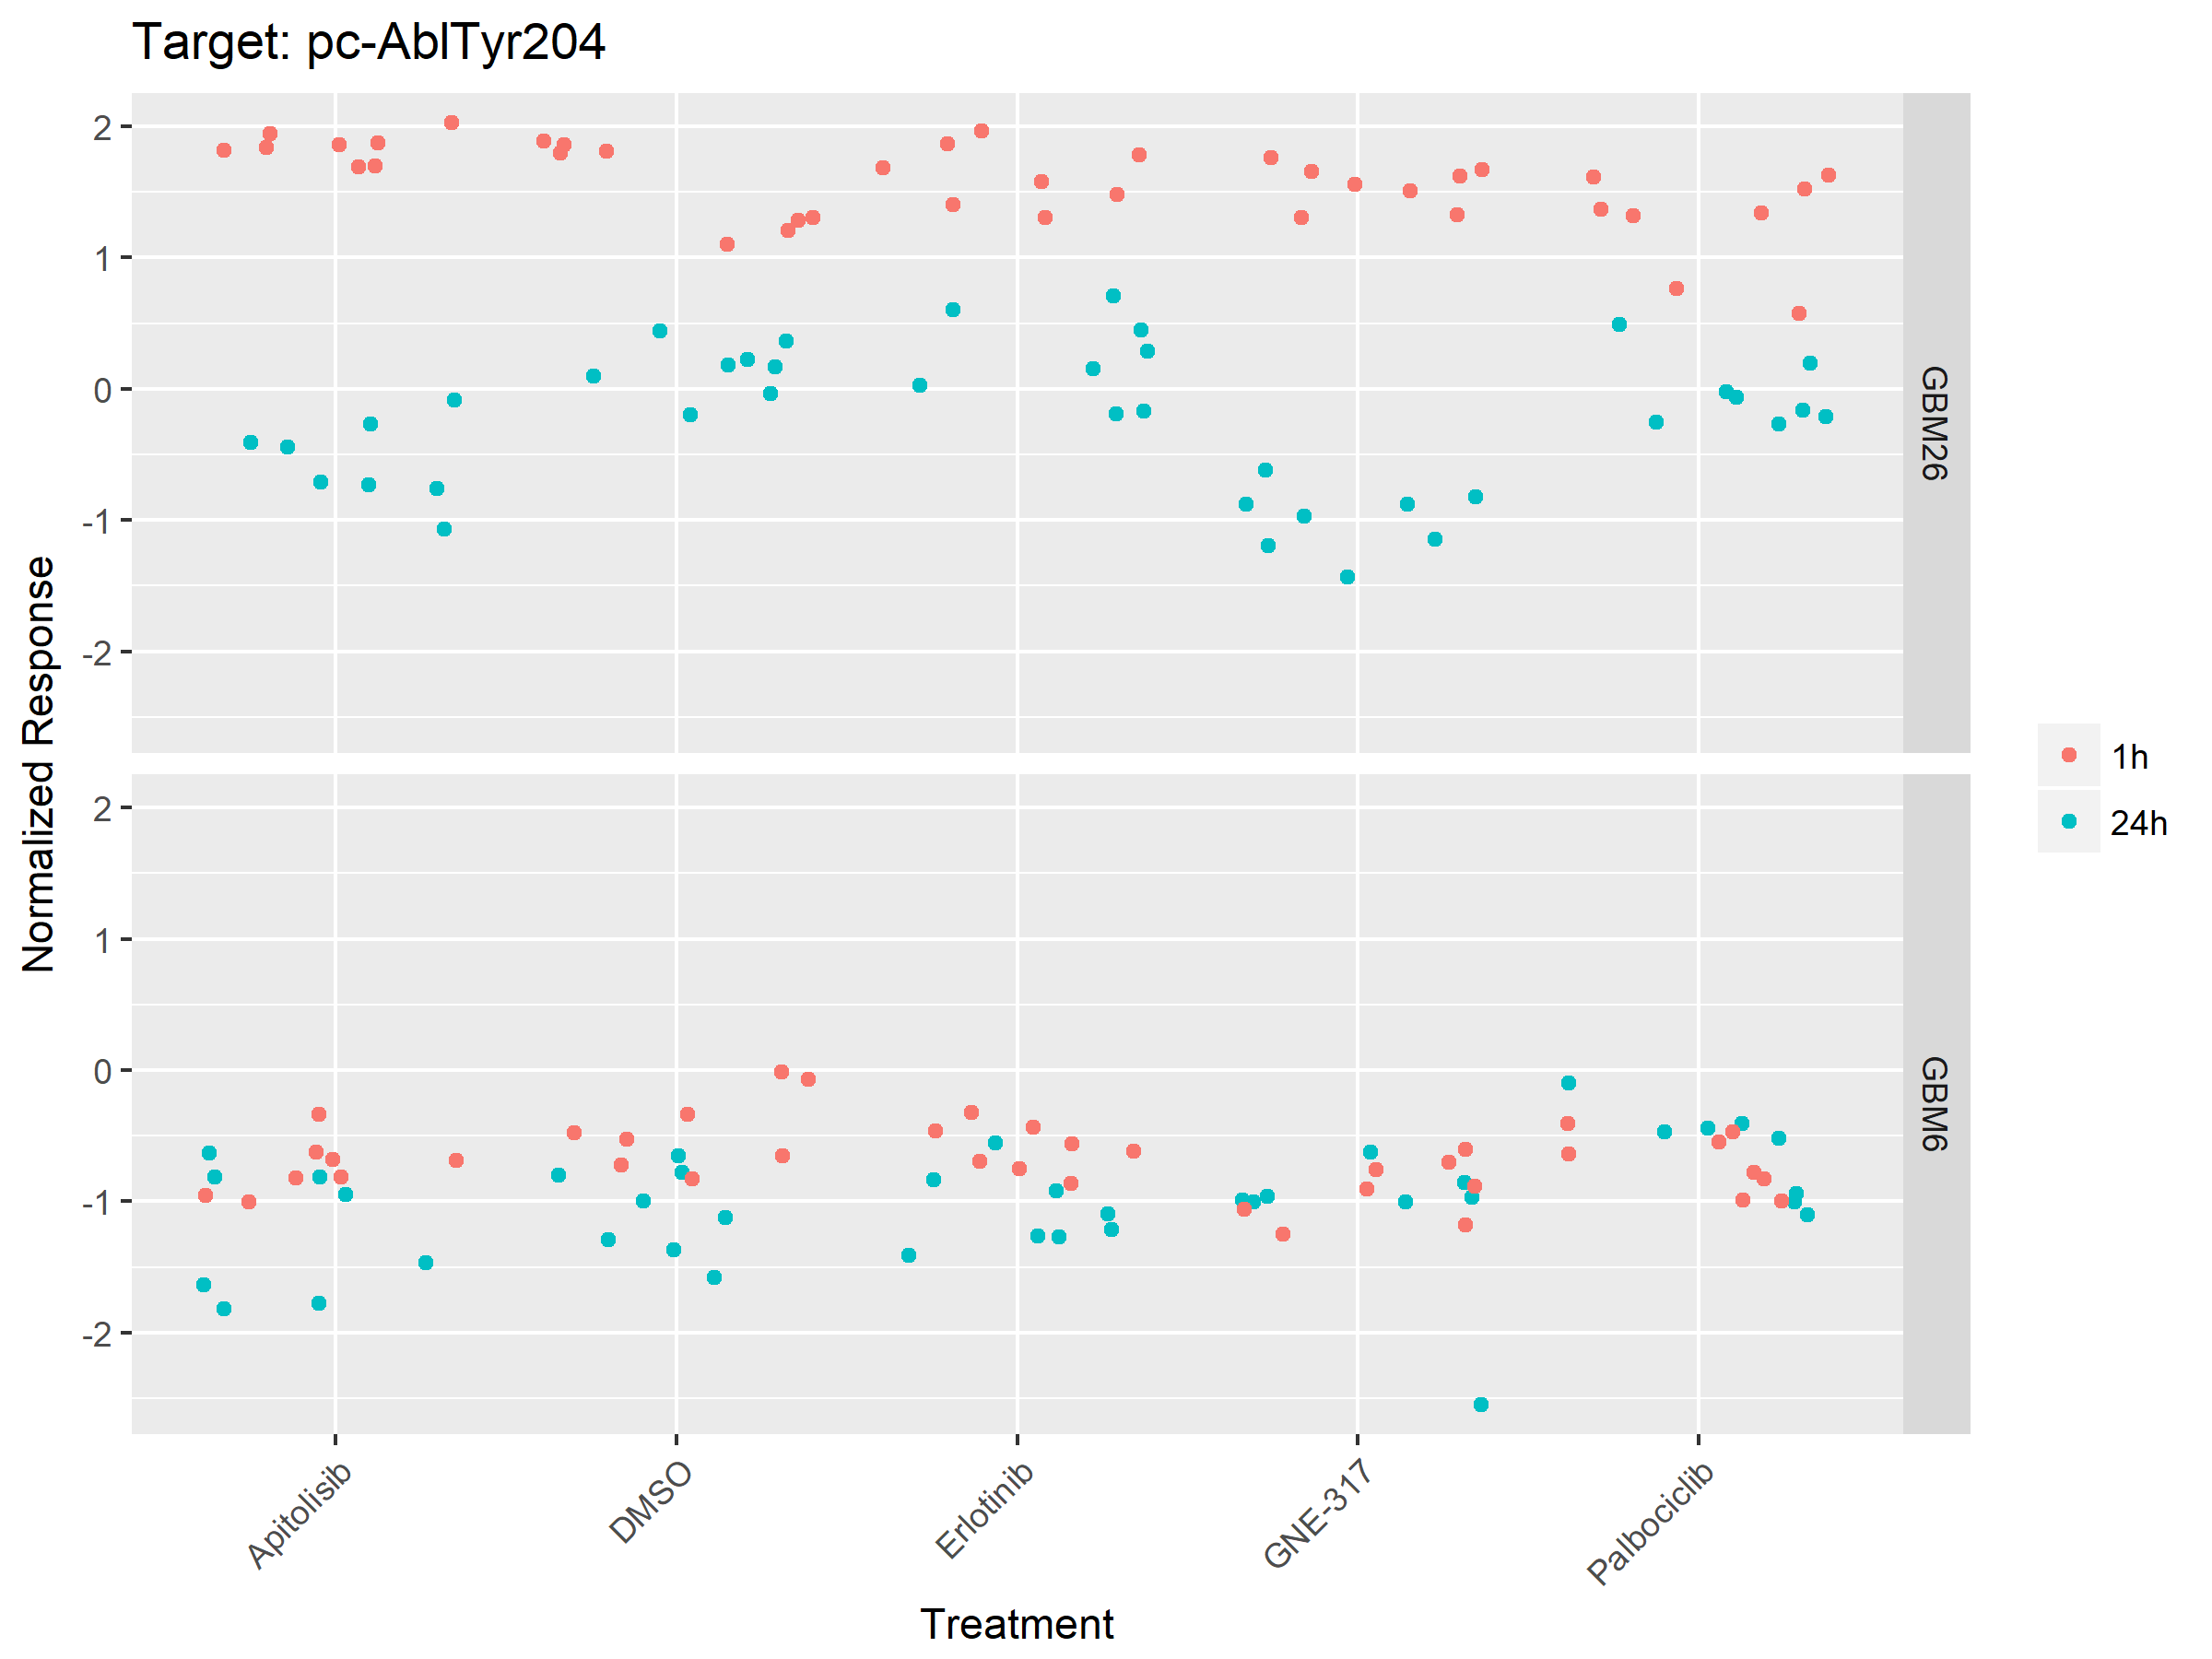 Target: pc-AblTyr204
2
1
0
-1
-2
GBM26
2
1
0
-1
-2
GBM6
Normalized Response
Apitolisib
DMSO
Erlotinib
GNE-317
Palbociclib
Treatment
1h
24h